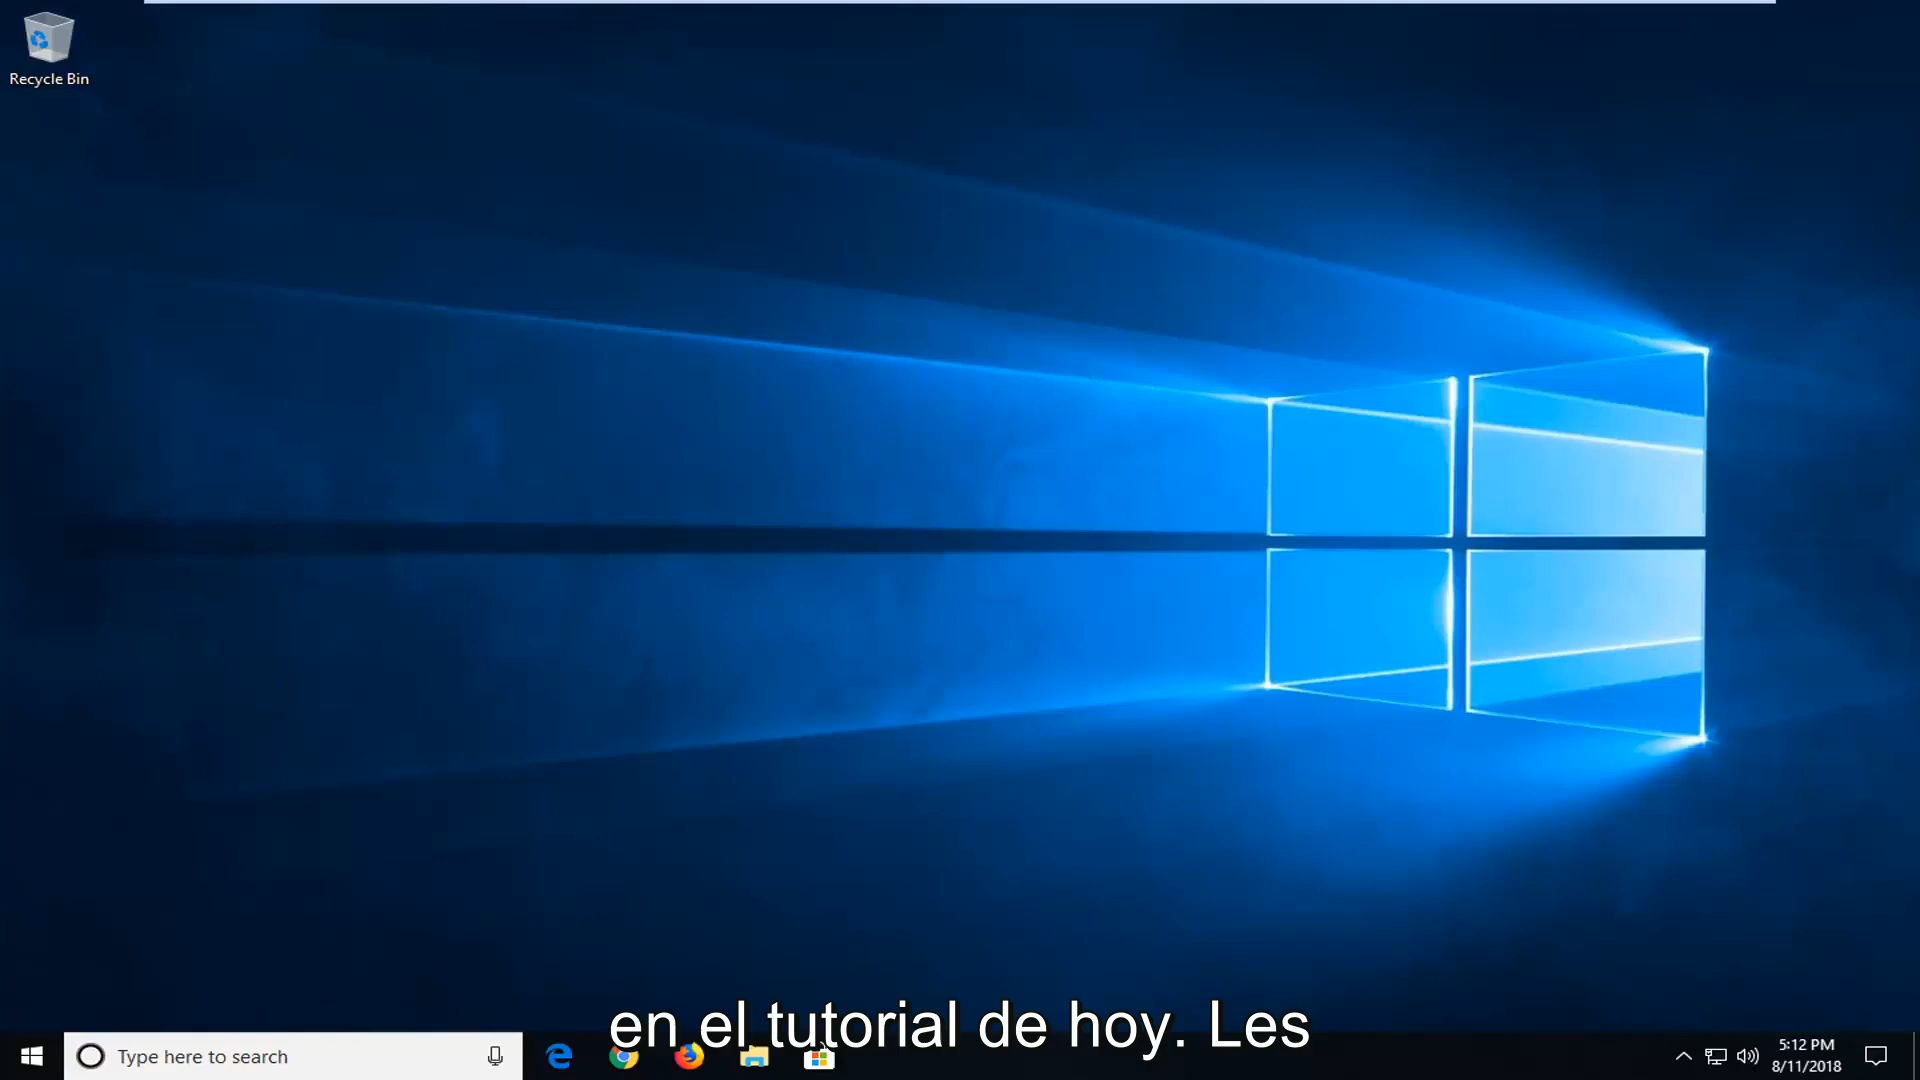 Recycle Bin
en el tutorial de hoy. Les
Type here to search
5:12 PM
8/11/2018